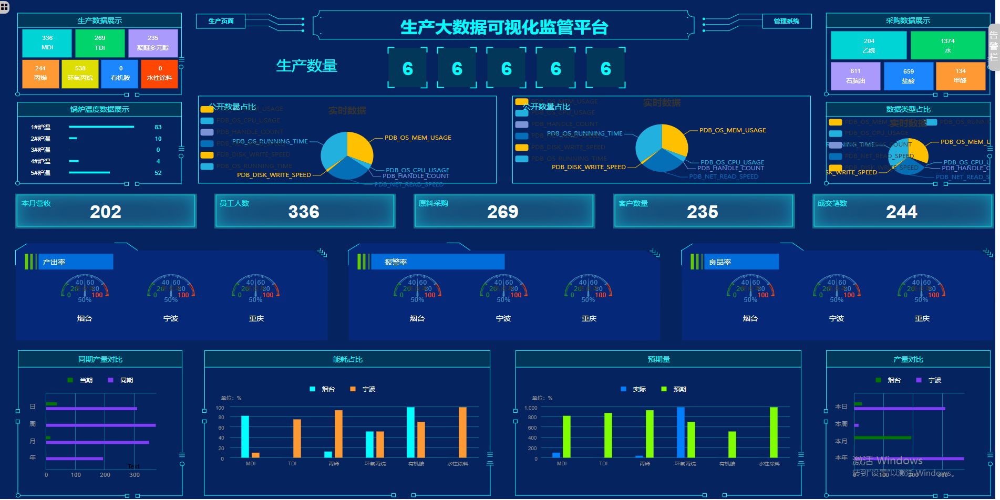 生产页面
生产大数据可视化监管平台
管理系统
生产数据展示
336
MDI
269
TDI
235
聚醚多元醇
244
丙烯
538
环氧丙烷
0
有机胺
0
水性涂料
生产数量
6 6 6 6 6
采购数据展示
204
乙烷
1374
水
611
石脑油
659
盐酸
134
甲醛
告警栏
锅炉温度数据展示
1#炉温 83
2#炉温 10
3#炉温 0
4#炉温 4
5#炉温 52
公开数量占比
实时数据
PDB_OS_MEM_USAGE
PDB_OS_CPU_USAGE
PDB_HANDLE_COUNT
PDB_NET_READ_SPEED
PDB_DISK_WRITE_SPEED
PDB_OS_RUNNING_TIME
PDB_OS_RUNNING_TIME
PDB_OS_MEM_USAGE
PDB_DISK_WRITE_SPEED
PDB_OS_CPU_USAGE
PDB_HANDLE_COUNT
PDB_NET_READ_SPEED
公开数量占比
实时数据
PDB_OS_MEM_USAGE
PDB_OS_CPU_USAGE
PDB_HANDLE_COUNT
PDB_NET_READ_SPEED
PDB_DISK_WRITE_SPEED
PDB_OS_RUNNING_TIME
PDB_OS_RUNNING_TIME
PDB_OS_MEM_USAGE
PDB_DISK_WRITE_SPEED
PDB_OS_CPU_USAGE
PDB_HANDLE_COUNT
PDB_NET_READ_SPEED
数据类型占比
实时数据
PDB_OS_MEM
PDB_OS_RUNNIN
PDB_OS_CPU_USAGE
PDB_NET_READ_SPEED
PDB_DISK_WRITE_SPEED
PDB_OS_MEM_U
PDB_OS_CPU_U
PDB_HANDLE_C
PDB_NET_READ_S
SK_WRITE_SPEED
本月营收
202
员工人数
336
原料采购
269
客户数量
235
成交笔数
244
产出率
0 20 40 60 80 100
50%
烟台
0 20 40 60 80 100
50%
宁波
0 20 40 60 80 100
50%
重庆
报警率
0 20 40 60 80 100
50%
烟台
0 20 40 60 80 100
50%
宁波
0 20 40 60 80 100
50%
重庆
良品率
0 20 40 60 80 100
50%
烟台
0 20 40 60 80 100
50%
宁波
0 20 40 60 80 100
50%
重庆
同期产量对比
当期 同期
日
周
月
年
Text
0 100 200 300
能耗占比
烟台 宁波
单位：%
100
80
60
40
20
0
MDI TDI 丙烯 环氧丙烷 有机胺 水性涂料
预期量
实际 预期
单位：%
1,000
800
600
400
200
0
MDI TDI 丙烯 环氧丙烷 有机胺 水性涂料
产量对比
烟台 宁波
本日
本周
本月
本年
0 100 200 300
激活 Windows
转到"设置"以激活 Windows。